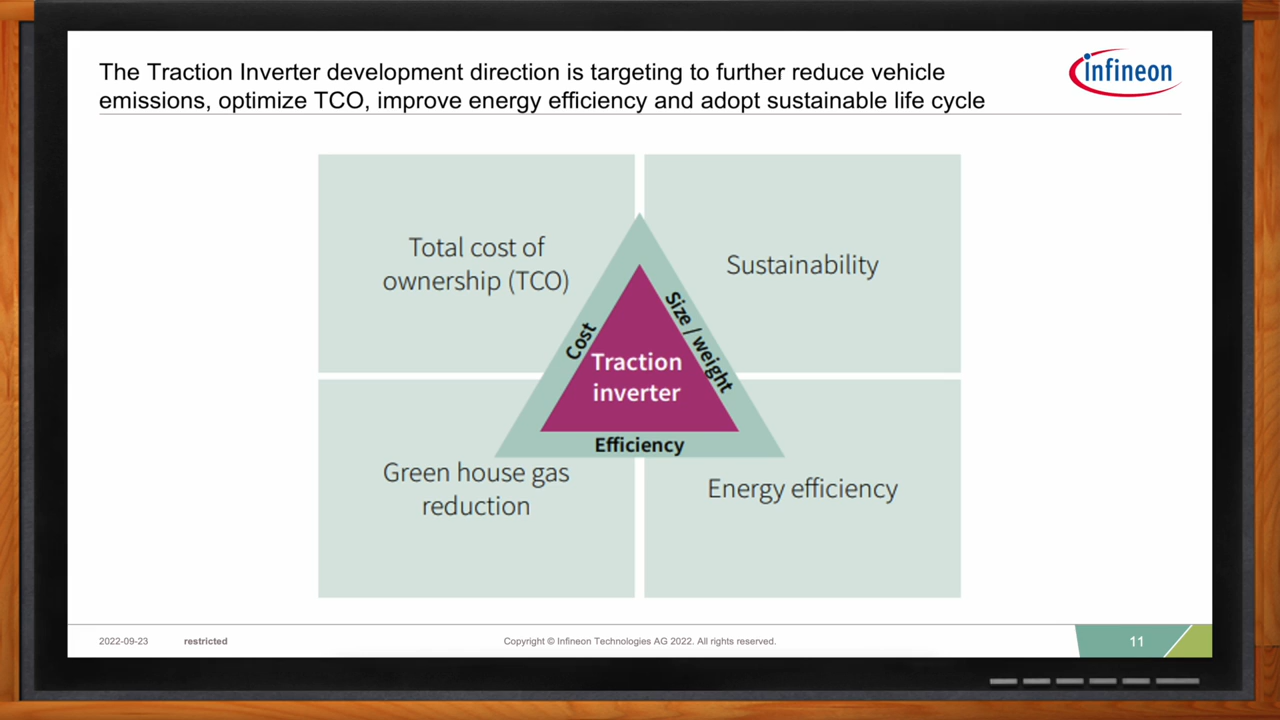 The Traction Inverter development direction is targeting to further reduce vehicle
emissions, optimize TCO, improve energy efficiency and adopt sustainable life cycle
infineon
Total cost of
ownership (TCO)
Sustainability
Cost
Size / weight
Traction
inverter
Efficiency
Green house gas
reduction
Energy efficiency
2022-09-23
restricted
Copyright © Infineon Technologies AG 2022. All rights reserved.
11